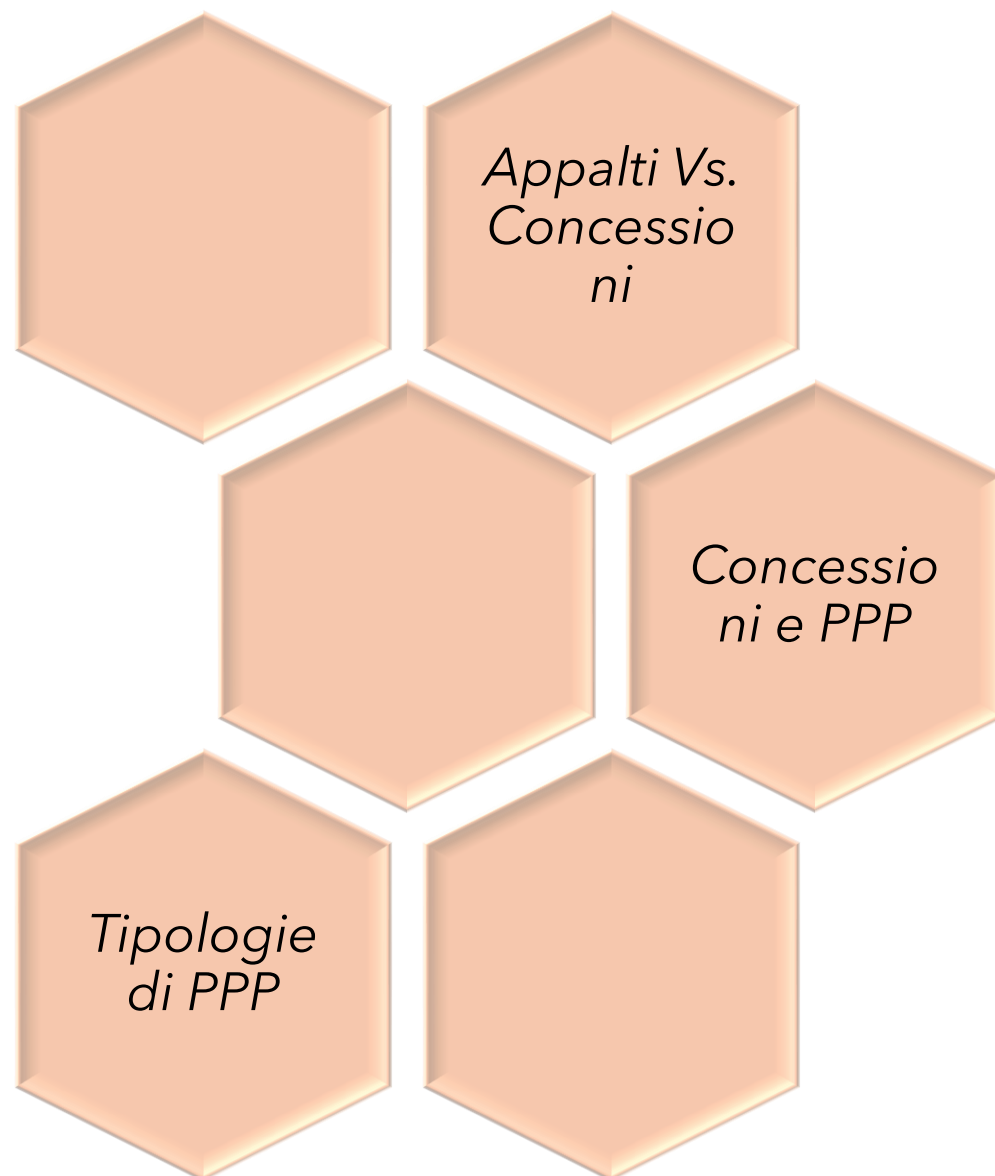 Appalti Vs.
Concessio
ni
Concessio
ni e PPP
Tipologie
di PPP